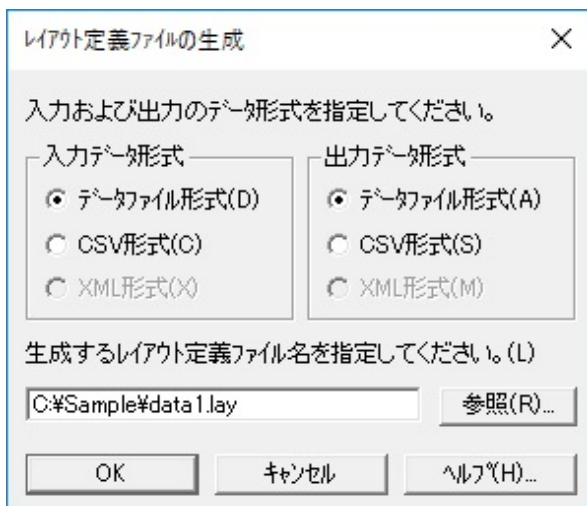 レイアウト定義ファイルの生成
入力および出力のデータ形式を指定してください。
入力データ形式
データファイル形式(D)
CSV形式(C)
XML形式(X)
出力データ形式
データファイル形式(A)
CSV形式(S)
XML形式(M)
生成するレイアウト定義ファイル名を指定してください。(L)
C:¥Sample¥data1.lay
参照(R)...
OK
キャンセル
ヘルプ(H)...